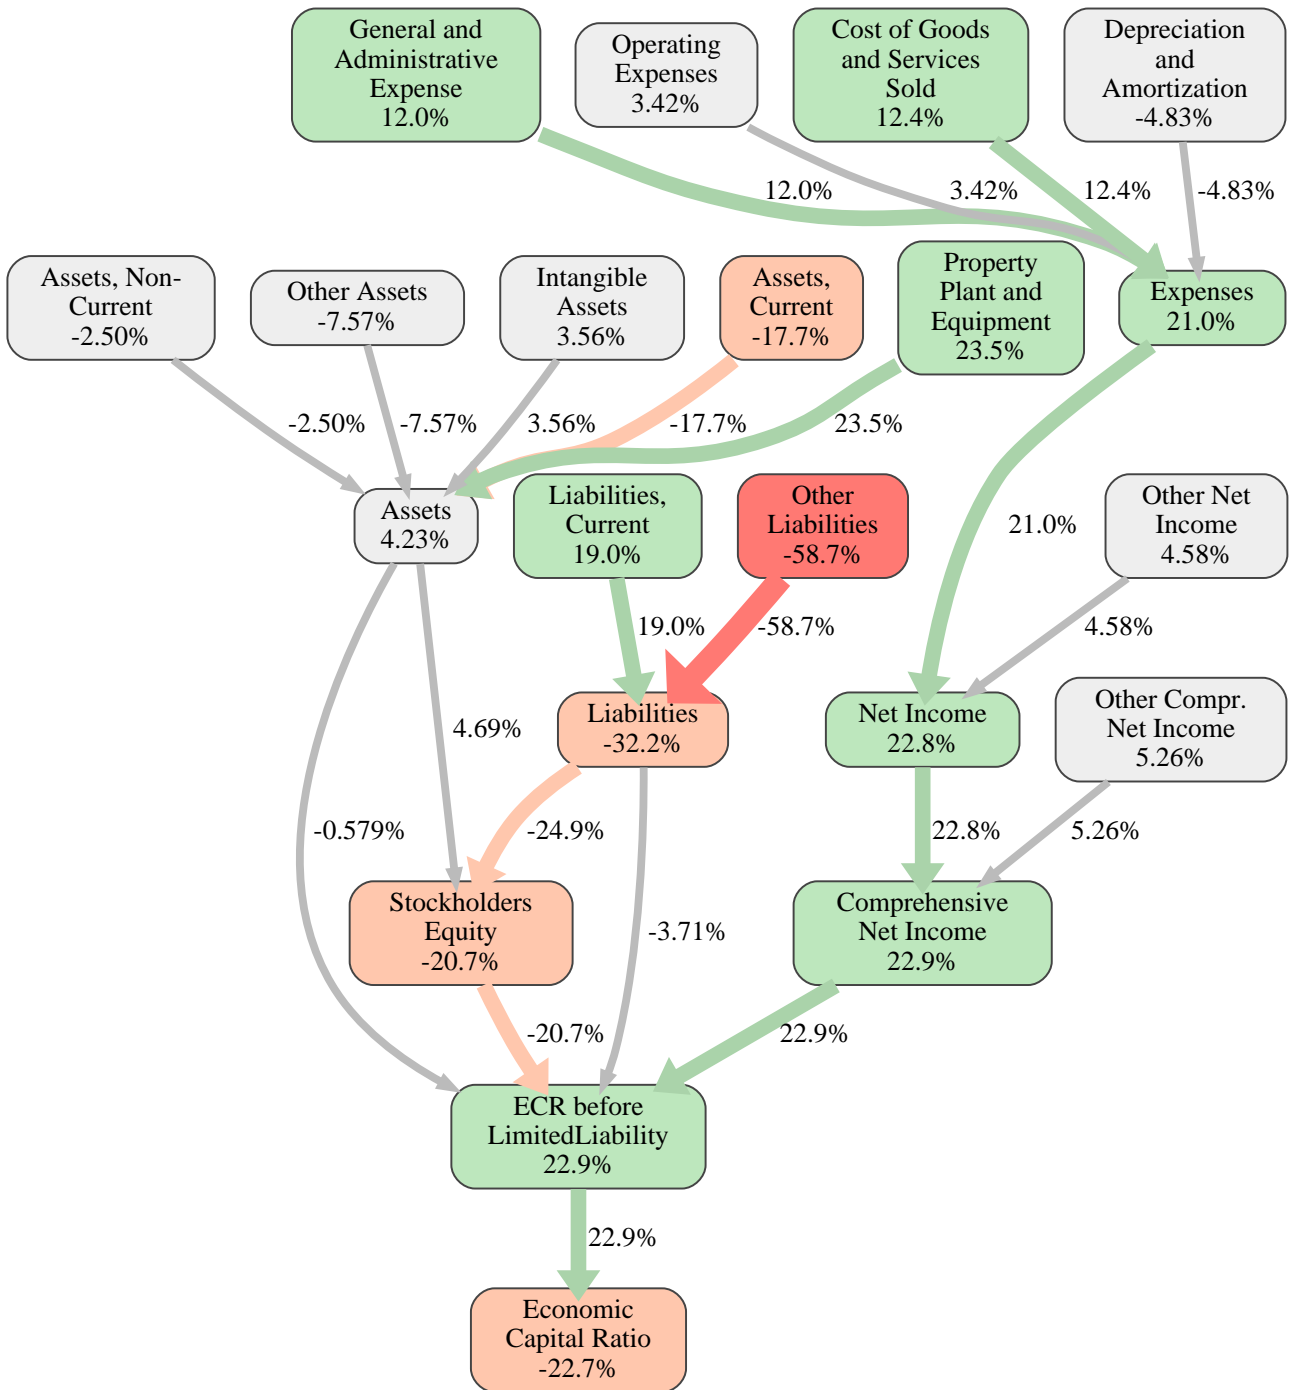 General and
Administrative
Expense
12.0%
Operating
Expenses
3.42%
Cost of Goods
and Services
Sold
12.4%
Depreciation
and
Amortization
-4.83%
12.0%
3.42%
12.4%
-4.83%
Assets, Non-
Current
-2.50%
Other Assets
-7.57%
Intangible
Assets
3.56%
Assets,
Current
-17.7%
Property
Plant and
Equipment
23.5%
Expenses
21.0%
-2.50%
-7.57%
3.56%
-17.7%
23.5%
Assets
4.23%
Liabilities,
Current
19.0%
Other
Liabilities
-58.7%
21.0%
Other Net
Income
4.58%
19.0%
-58.7%
4.58%
Liabilities
-32.2%
Net Income
22.8%
Other Compr.
Net Income
5.26%
4.69%
-0.579%
-24.9%
22.8%
5.26%
Stockholders
Equity
-20.7%
-3.71%
Comprehensive
Net Income
22.9%
-20.7%
22.9%
ECR before
LimitedLiability
22.9%
22.9%
Economic
Capital Ratio
-22.7%